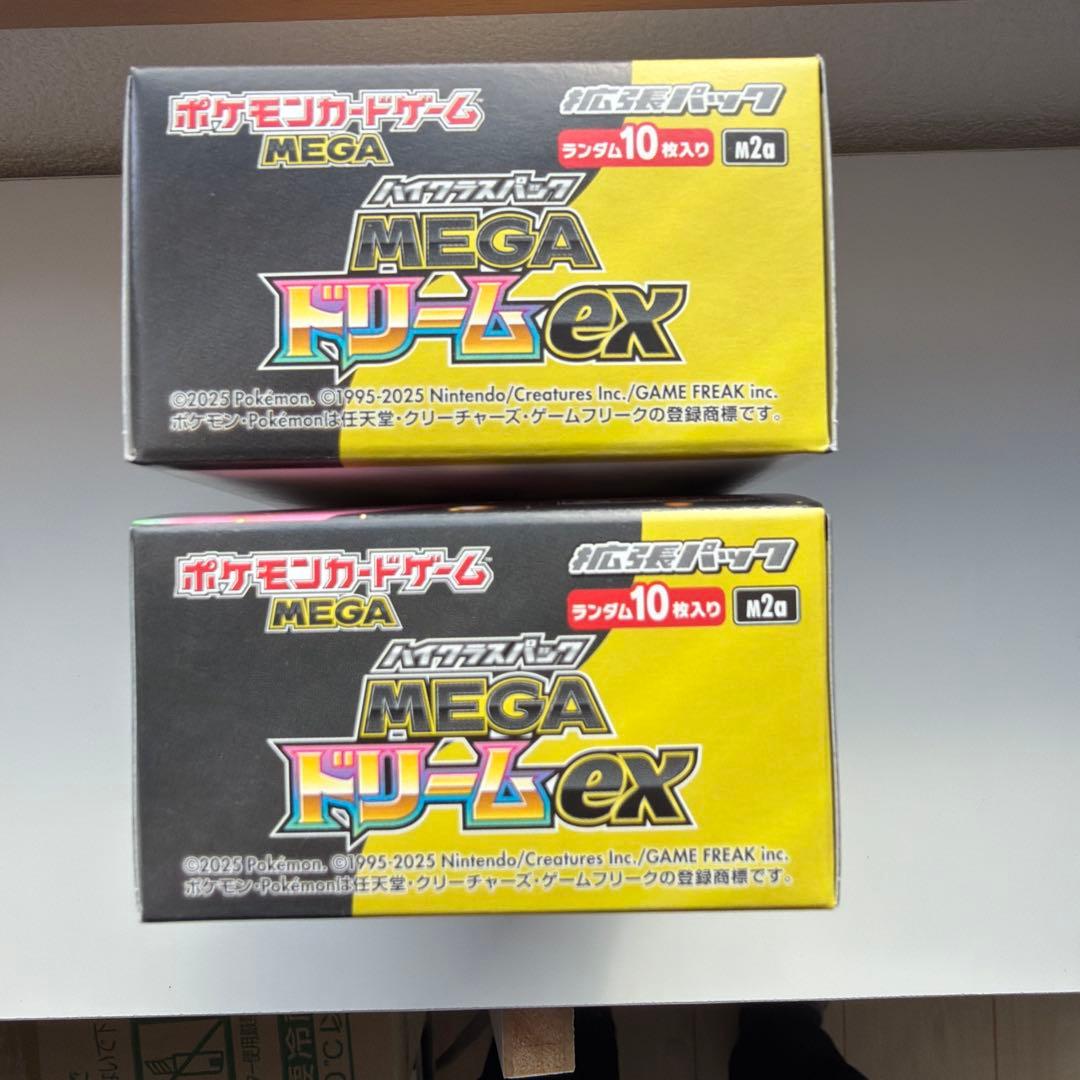 ポケモンカードゲーム
MEGA
拡張パック
ランダム10枚入り M2a
ハイクラスパック
MEGA
ドリームex
©2025 Pokémon. ©1995-2025 Nintendo/Creatures Inc./GAME FREAK inc.
ポケモン・Pokémonは任天堂・クリーチャーズ・ゲームフリークの登録商標です。
ポケモンカードゲーム
MEGA
拡張パック
ランダム10枚入り M2a
ハイクラスパック
MEGA
ドリームex
©2025 Pokémon. ©1995-2025 Nintendo/Creatures Inc./GAME FREAK inc.
ポケモン・Pokémonは任天堂・クリーチャーズ・ゲームフリークの登録商標です。